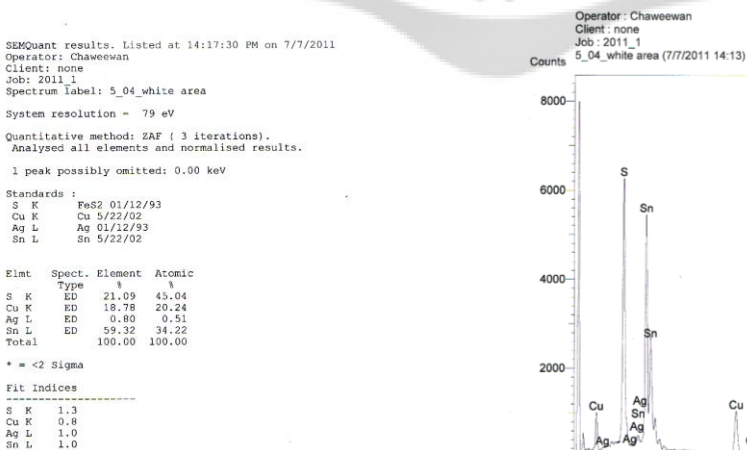 SEMQuant results. Listed at 14:17:30 PM on 7/7/2011
Operator: Chaweewan
Client: none
Job: 2011_1
Spectrum label: 5_04_white area
System resolution = 79 eV
Quantitative method: ZAF ( 3 iterations).
Analysed all elements and normalised results.
1 peak possibly omitted: 0.00 keV
Standards :
S K FeS2 01/12/93
Cu K Cu 5/22/02
Ag L Ag 01/12/93
Sn L Sn 5/22/02
Elmt Spect. Element Atomic
Type % %
S K ED 21.09 45.04
Cu K ED 18.78 20.24
Ag L ED 0.80 0.51
Sn L ED 59.32 34.22
Total 100.00 100.00
* = <2 Sigma
Fit Indices
S K 1.3
Cu K 0.8
Ag L 1.0
Sn L 1.0
Operator : Chaweewan
Client : none
Job : 2011_1
5_04_white area (7/7/2011 14:13)
Counts
8000
S
6000
Sn
4000
Sn
2000
Cu
Ag
Sn
Ag
Ag
Ag
Cu